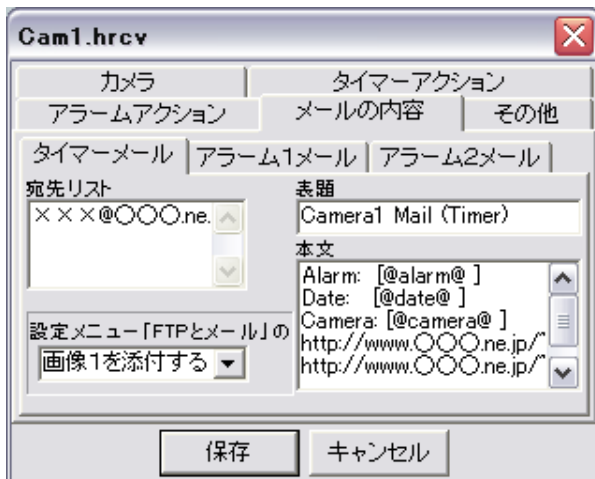 Cam1.hrcv
カメラ
タイマーアクション
アラームアクション
メールの内容
その他
タイマーメール
アラーム1メール
アラーム2メール
宛先リスト
×××@〇〇〇.ne.
表題
Camera1 Mail (Timer)
本文
Alarm: [@alarm@ ]
Date: [@date@ ]
Camera: [@camera@ ]
http://www.〇〇〇.ne.jp/~
http://www.〇〇〇.ne.jp/~
設定メニュー「FTPとメール」の
画像1を添付する
保存
キャンセル